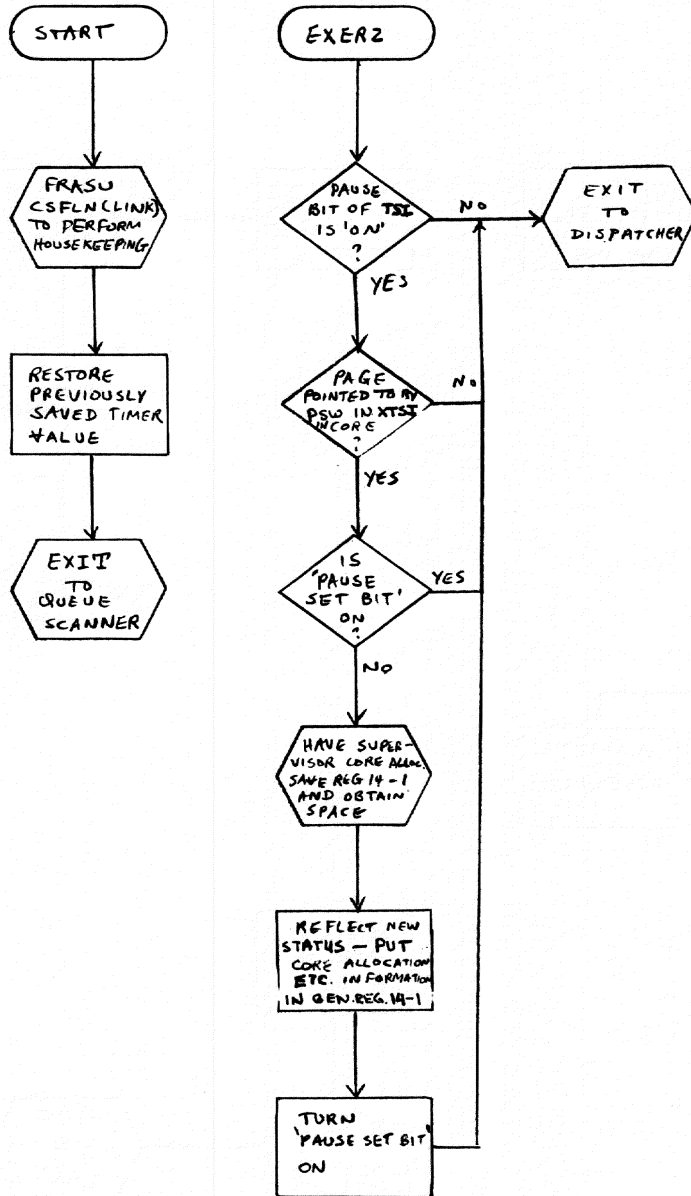 START
FRASU
CSFLN(LINK)
TO PERFORM
HOUSEKEEPING
RESTORE
PREVIOUSLY
SAVED TIMER
VALUE
EXIT
TO
QUEUE
SCANNER
EXER2
PAUSE
BIT OF TSI
IS 'ON'
?
NO
EXIT
TO
DISPATCHER
YES
PAGE
POINTED TO BY
PSW IN XTSI
IN CORE
?
NO
YES
IS
'PAUSE
SET BIT'
ON
?
YES
NO
HAVE SUPER-
VISOR CORE ALLOC.
SAVE REG 14-1
AND OBTAIN
SPACE
REFLECT NEW
STATUS — PUT
CORE ALLOCATION
ETC. INFORMATION
IN GEN.REG.14-1
TURN
'PAUSE SET BIT'
ON